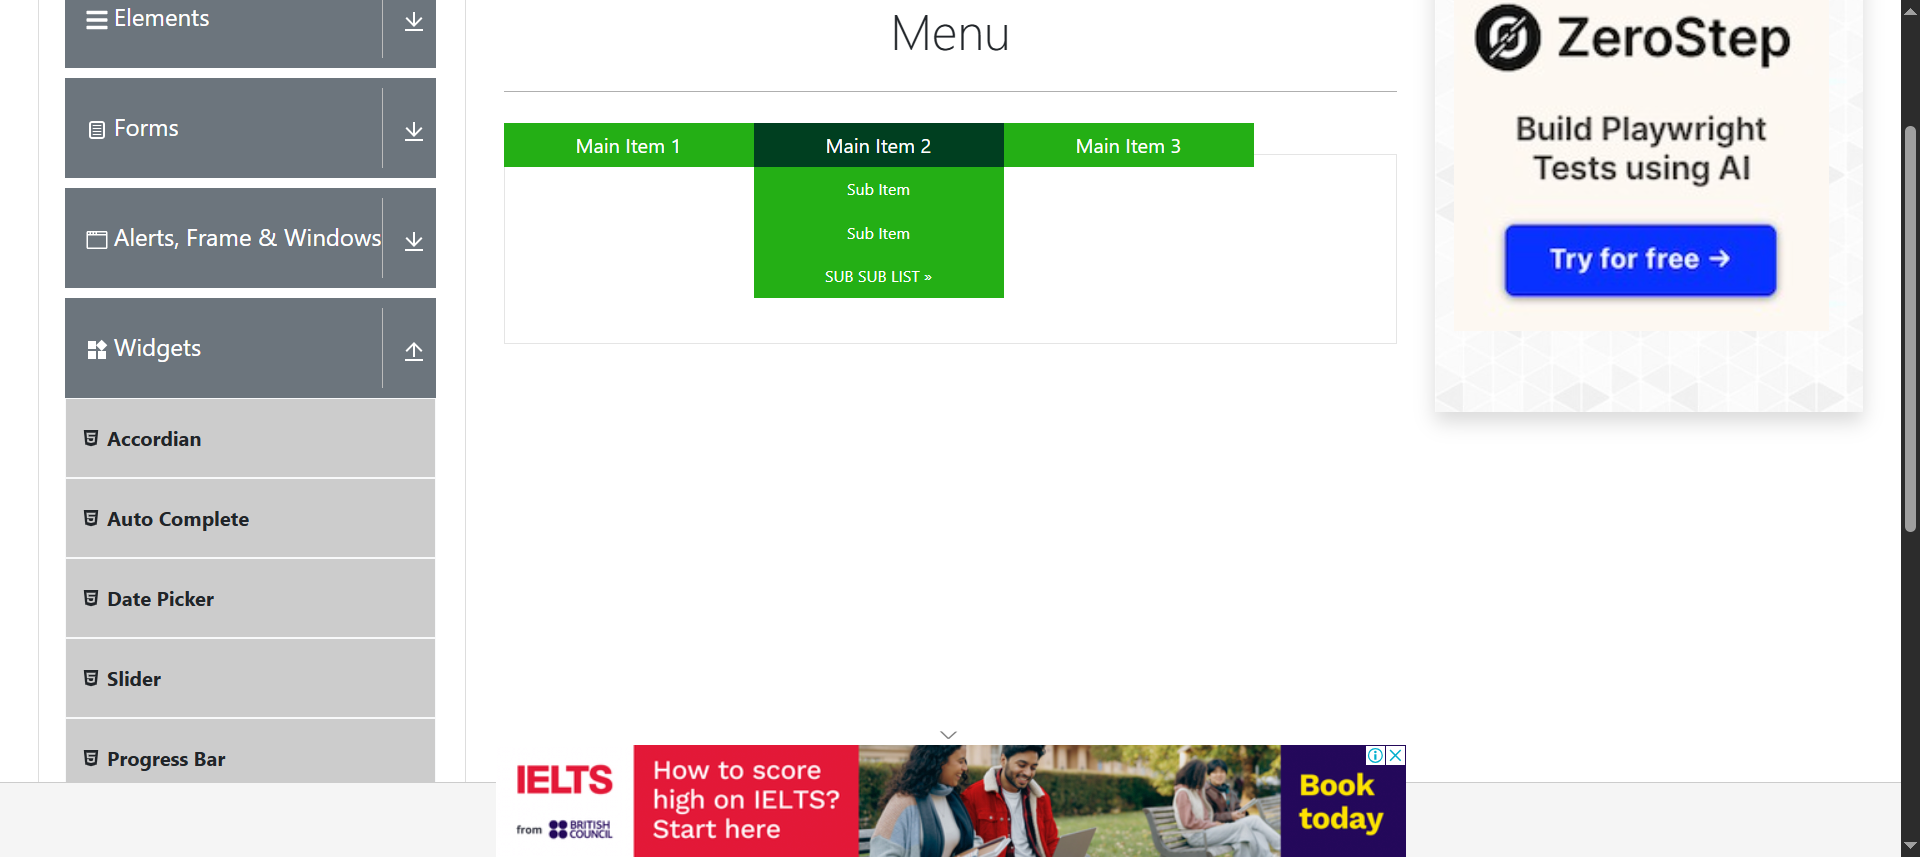 Elements
Forms
Alerts, Frame & Windows
Widgets
Accordian
Auto Complete
Date Picker
Slider
Progress Bar
Menu
Main Item 1
Main Item 2
Main Item 3
Sub Item
Sub Item
SUB SUB LIST »
ZeroStep
Build Playwright
Tests using AI
Try for free →
IELTS
from BRITISH
COUNCIL
How to score
high on IELTS?
Start here
Book
today